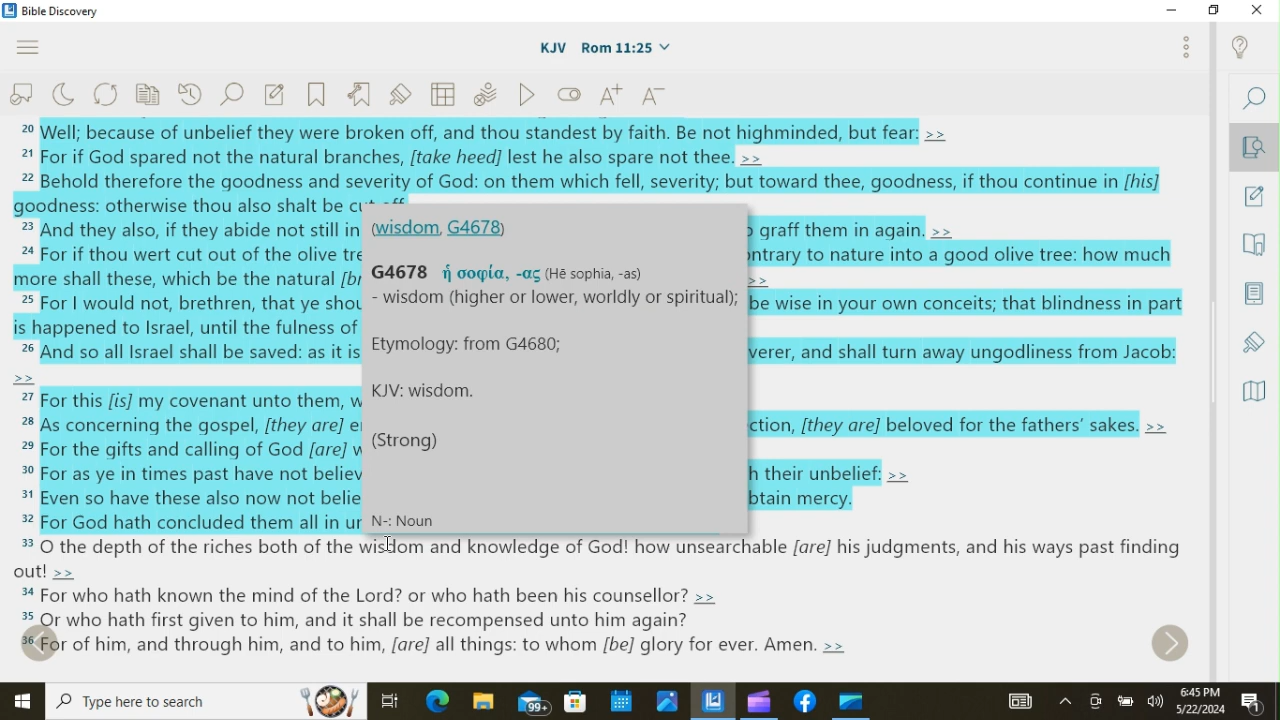 Bible Discovery
KJV Rom 11:25
A+ A-
20 Well; because of unbelief they were broken off, and thou standest by faith. Be not highminded, but fear: >>
21 For if God spared not the natural branches, [take heed] lest he also spare not thee. >>
22 Behold therefore the goodness and severity of God: on them which fell, severity; but toward thee, goodness, if thou continue in [his]
goodness: otherwise thou also shalt be cut off.
23 And they also, if they abide not still in graff them in again. >>
24 For if thou wert cut out of the olive ontrary to nature into a good olive tree: how much
more shall these, which be the natural >>
25 For I would not, brethren, that ye be wise in your own conceits; that blindness in part
is happened to Israel, until the fulness of
26 And so all Israel shall be saved: as it is verer, and shall turn away ungodliness from Jacob:
>>
27 For this [is] my covenant unto them, w
28 As concerning the gospel, [they are] ction, [they are] beloved for the fathers' sakes. >>
29 For the gifts and calling of God [are] w
30 For as ye in times past have not believ h their unbelief: >>
31 Even so have these also now not belie btain mercy.
32 For God hath concluded them all in un
(wisdom, G4678)
G4678 ἡ σοφία, -ας (Hē sophia, -as)
- wisdom (higher or lower, worldly or spiritual);
Etymology: from G4680;
KJV: wisdom.
(Strong)
N-: Noun
33 O the depth of the riches both of the wisdom and knowledge of God! how unsearchable [are] his judgments, and his ways past finding
out! >>
34 For who hath known the mind of the Lord? or who hath been his counsellor? >>
35 Or who hath first given to him, and it shall be recompensed unto him again?
36 For of him, and through him, and to him, [are] all things: to whom [be] glory for ever. Amen. >>
Type here to search
99+
6:45 PM
5/22/2024
1